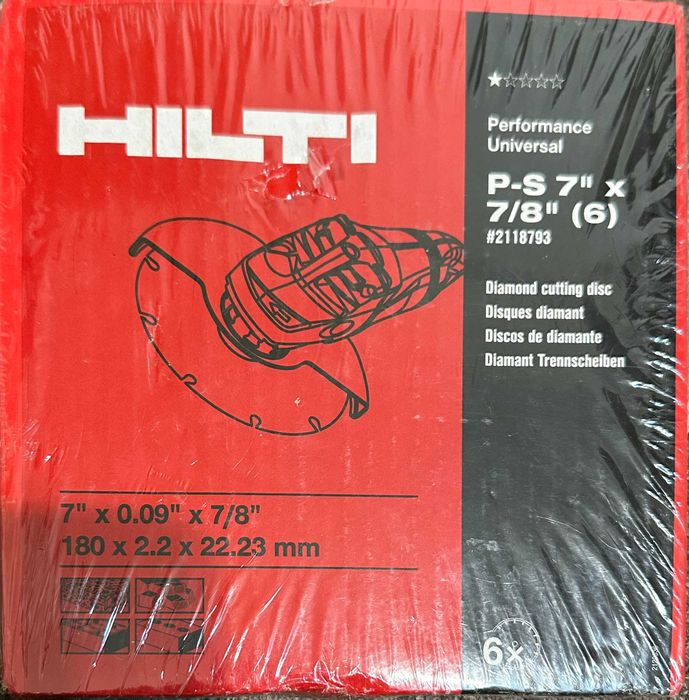 HILTI
Performance
Universal
P-S 7" x
7/8" (6)
#2118793
Diamond cutting disc
Disques diamant
Discos de diamante
Diamant Trennscheiben
7" x 0.09" x 7/8"
180 x 2.2 x 22.23 mm
6x